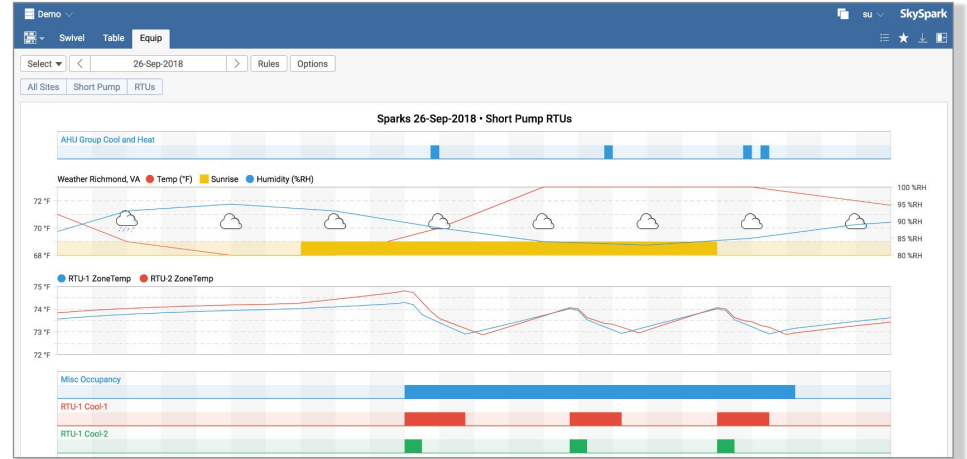 Demo su SkySpark
Swivel Table Equip
Select 26-Sep-2018 Rules Options
All Sites Short Pump RTUs
Sparks 26-Sep-2018 • Short Pump RTUs
AHU Group Cool and Heat
Weather Richmond, VA Temp (°F) Sunrise Humidity (%RH)
100 %RH
72 °F 95 %RH
70 °F 90 %RH
85 %RH
68 °F 80 %RH
RTU-1 ZoneTemp RTU-2 ZoneTemp
75 °F
74 °F
73 °F
72 °F
Misc Occupancy
RTU-1 Cool-1
RTU-1 Cool-2